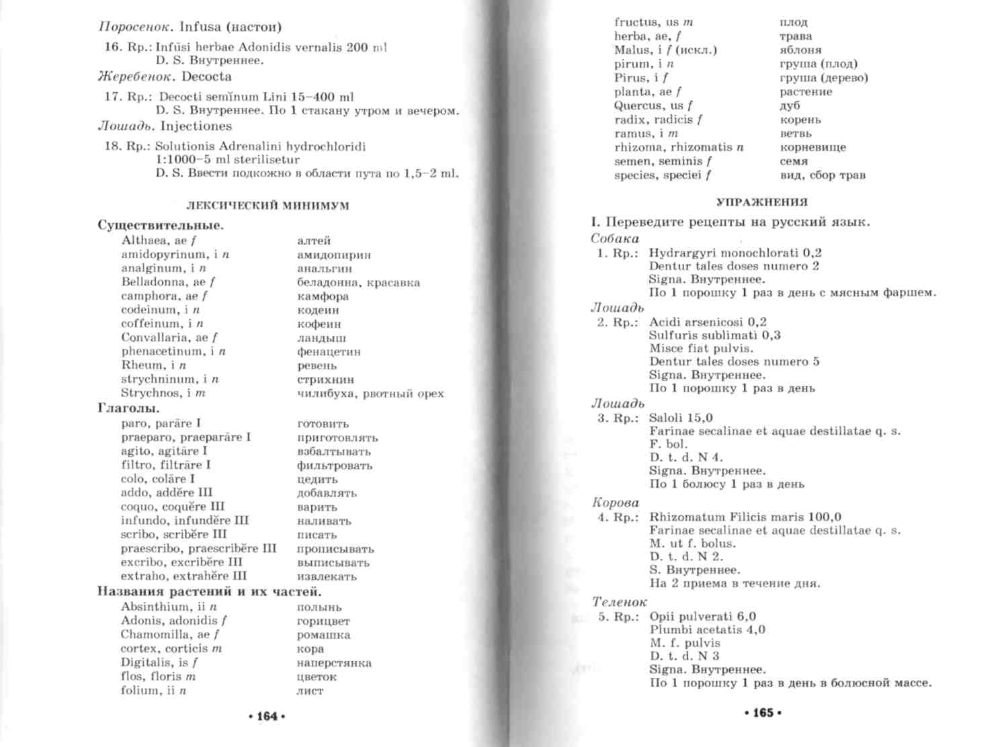 Поросенок. Infusa (настои)
16. Rp.: Infūsi herbae Adonidis vernalis 200 ml
D. S. Внутреннее.
Жеребенок. Decocta
17. Rp.: Decocti semĭnum Lini 15–400 ml
D. S. Внутреннее. По 1 стакану утром и вечером.
Лошадь. Injectiones
18. Rp.: Solutionis Adrenalini hydrochloridi
1:1000–5 ml sterilisetur
D. S. Ввести подкожно в области пута по 1,5–2 ml.
ЛЕКСИЧЕСКИЙ МИНИМУМ
Существительные.
Althaea, ae f алтей
amidopyrinum, i n амидопирин
analginum, i n анальгин
Belladonna, ae f беладонна, красавка
camphora, ae f камфора
codeinum, i n кодеин
coffeinum, i n кофеин
Convallaria, ae f ландыш
phenacetinum, i n фенацетин
Rheum, i n ревень
strychninum, i n стрихнин
Strychnos, i m чилибуха, рвотный орех
Глаголы.
paro, parāre I готовить
praeparo, praeparāre I приготовлять
agito, agitāre I взбалтывать
filtro, filtrāre I фильтровать
colo, colāre I цедить
addo, addĕre III добавлять
coquo, coquĕre III варить
infundo, infundĕre III наливать
scribo, scribĕre III писать
praescribo, praescribĕre III прописывать
excribo, excribĕre III выписывать
extraho, extrahĕre III извлекать
Названия растений и их частей.
Absinthium, ii n полынь
Adonis, adonidis f горицвет
Chamomilla, ae f ромашка
cortex, corticis m кора
Digitalis, is f наперстянка
flos, floris m цветок
folium, ii n лист
• 164 •
fructus, us m плод
herba, ae, f трава
Malus, i f (искл.) яблоня
pirum, i n груша (плод)
Pirus, i f груша (дерево)
planta, ae f растение
Quercus, us f дуб
radix, radicis f корень
ramus, i m ветвь
rhizoma, rhizomatis n корневище
semen, seminis f семя
species, speciei f вид, сбор трав
УПРАЖНЕНИЯ
I. Переведите рецепты на русский язык.
Собака
1. Rp.: Hydrargyri monochlorati 0,2
Dentur tales doses numero 2
Signa. Внутреннее.
По 1 порошку 1 раз в день с мясным фаршем.
Лошадь
2. Rp.: Acidi arsenicosi 0,2
Sulfuris sublimati 0,3
Misce fiat pulvis.
Dentur tales doses numero 5
Signa. Внутреннее.
По 1 порошку 1 раз в день
Лошадь
3. Rp.: Saloli 15,0
Farinae secalinae et aquae destillatae q. s.
F. bol.
D. t. d. N 4.
Signa. Внутреннее.
По 1 болюсу 1 раз в день
Корова
4. Rp.: Rhizomatum Filicis maris 100,0
Farinae secalinae et aquae destillatae q. s.
M. ut f. bolus.
D. t. d. N 2.
S. Внутреннее.
На 2 приема в течение дня.
Теленок
5. Rp.: Opii pulverati 6,0
Plumbi acetatis 4,0
M. f. pulvis
D. t. d. N 3
Signa. Внутреннее.
По 1 порошку 1 раз в день в болюсной массе.
• 165 •